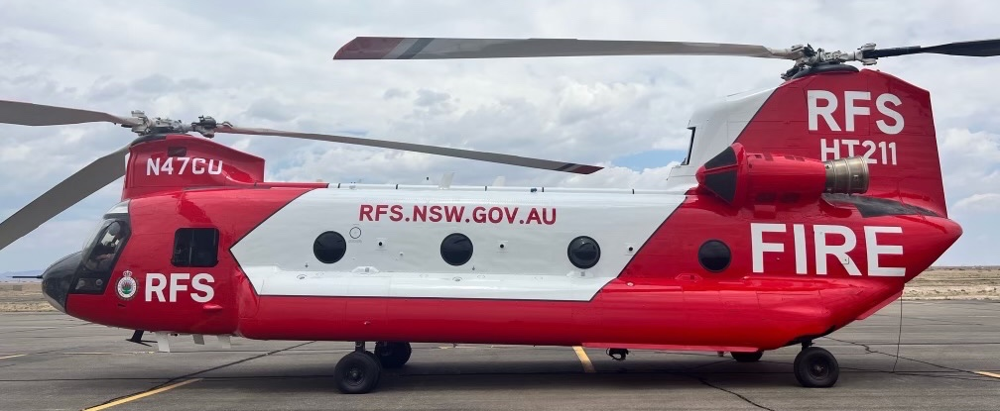 RFS
HT211
N47CU
RFS.NSW.GOV.AU
FIRE
RFS